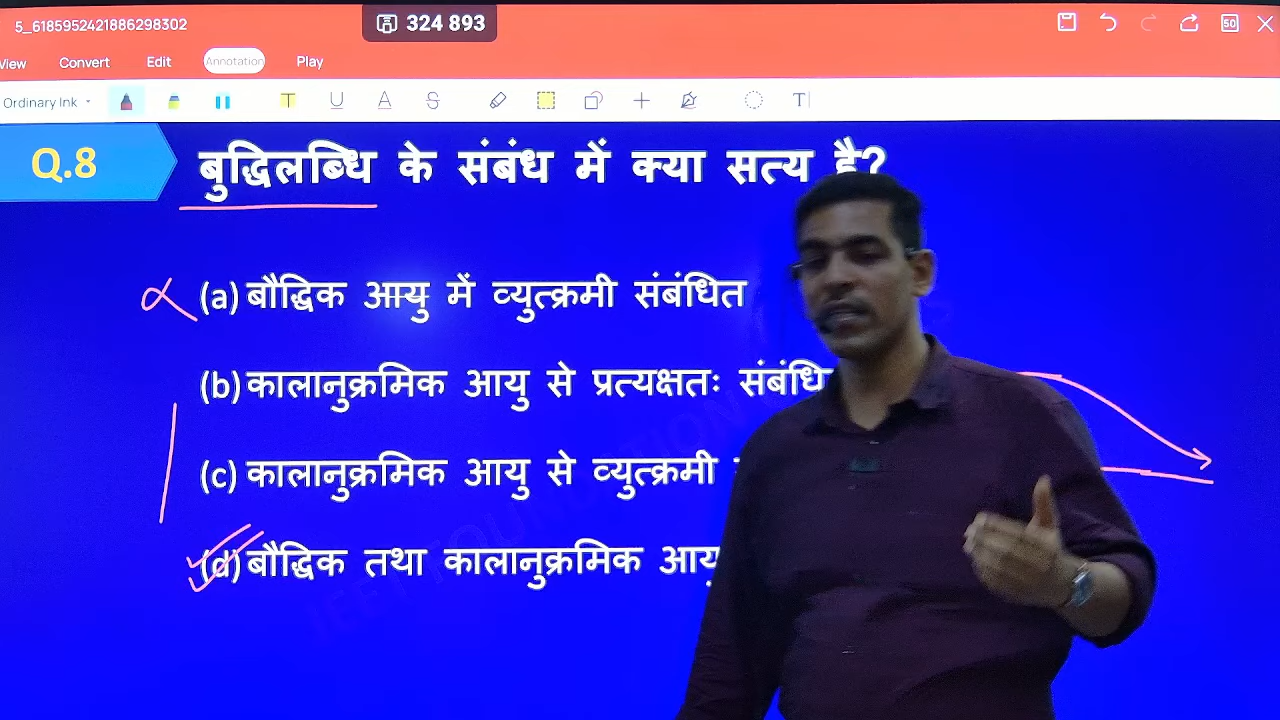 5_6185952421886298302
324 893
50
View Convert Edit Annotation Play
Ordinary Ink
Q.8 बुद्धिलब्धि के संबंध में क्या सत्य है?
(a) बौद्धिक आयु में व्युत्क्रमी संबंधित
(b) कालानुक्रमिक आयु से प्रत्यक्षतः
(c) कालानुक्रमिक आयु से व्युत्क्रमी
(d) बौद्धिक तथा कालानुक्रमिक